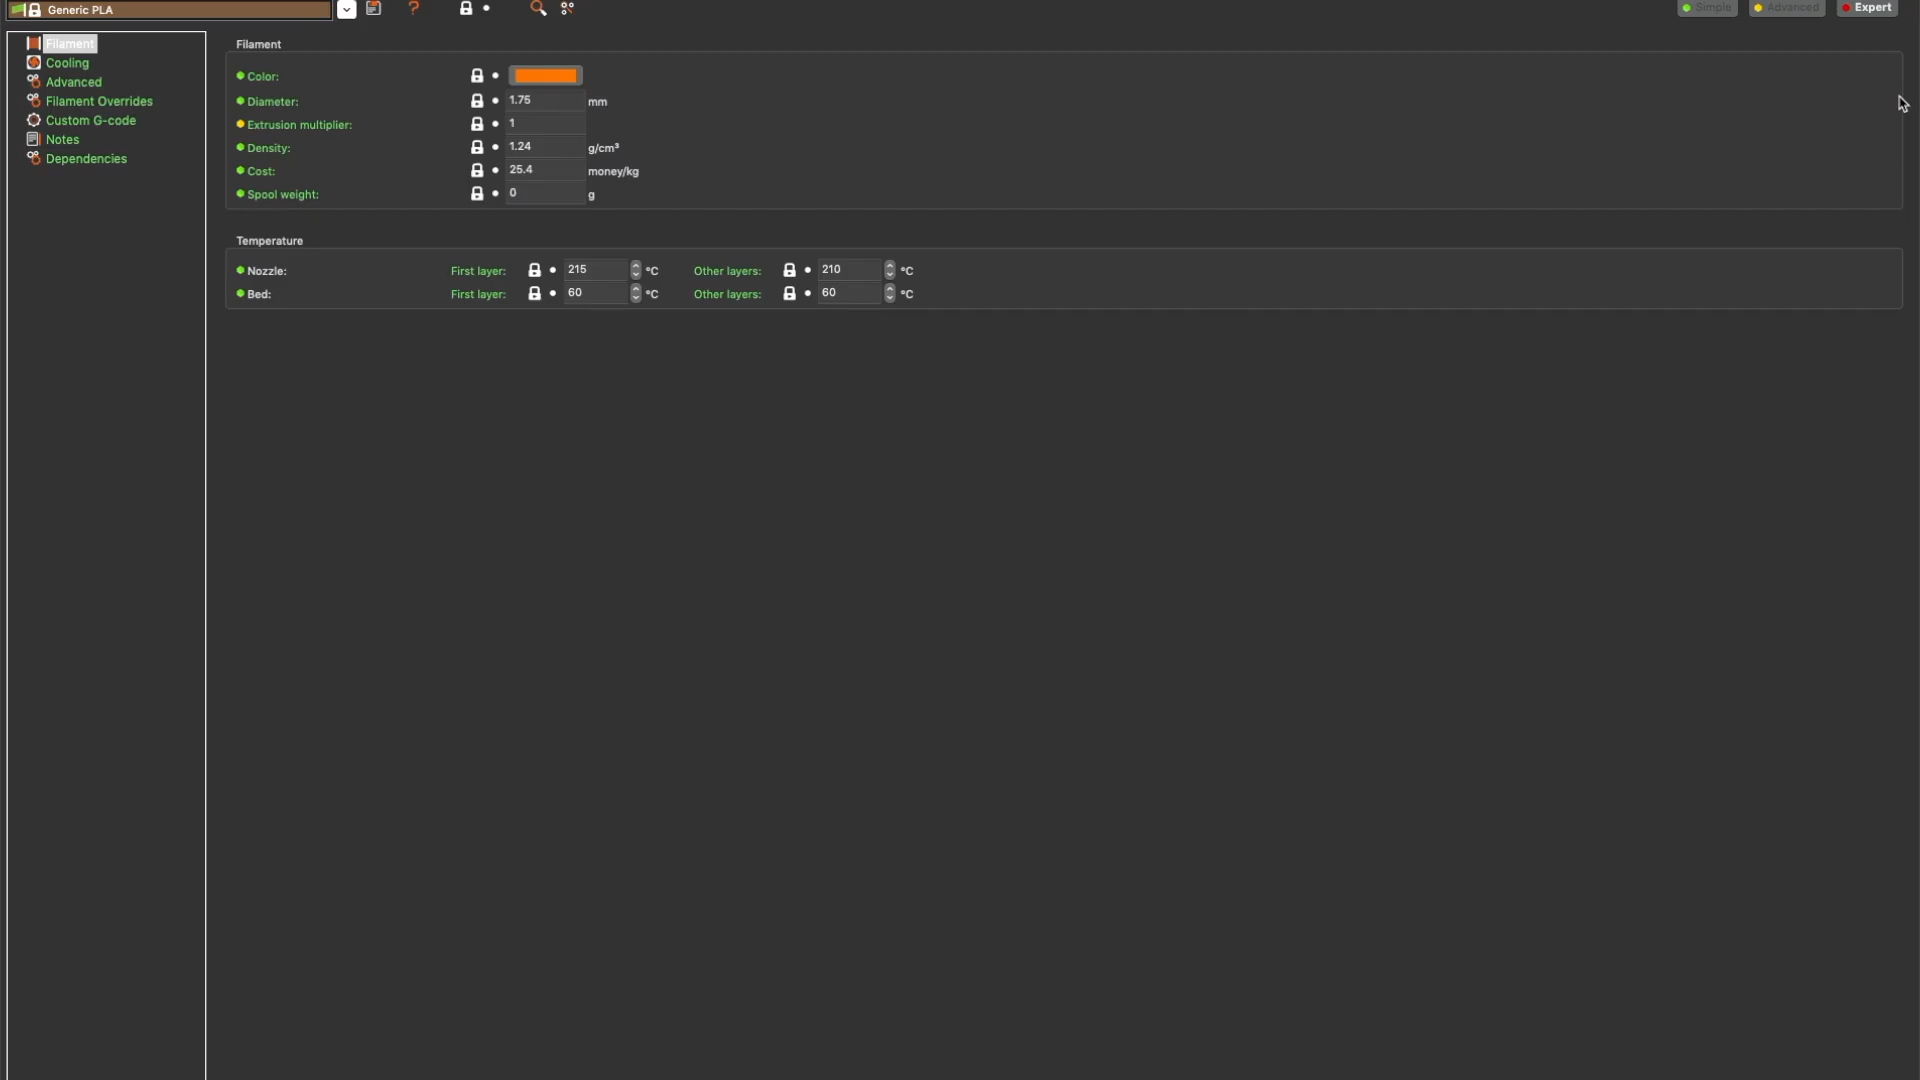 Generic PLA
?
Simple
Advanced
Expert
Filament
Cooling
Advanced
Filament Overrides
Custom G-code
Notes
Dependencies
Filament
Color:
Diameter: 1.75 mm
Extrusion multiplier: 1
Density: 1.24 g/cm³
Cost: 25.4 money/kg
Spool weight: 0 g
Temperature
Nozzle: First layer: 215 °C Other layers: 210 °C
Bed: First layer: 60 °C Other layers: 60 °C